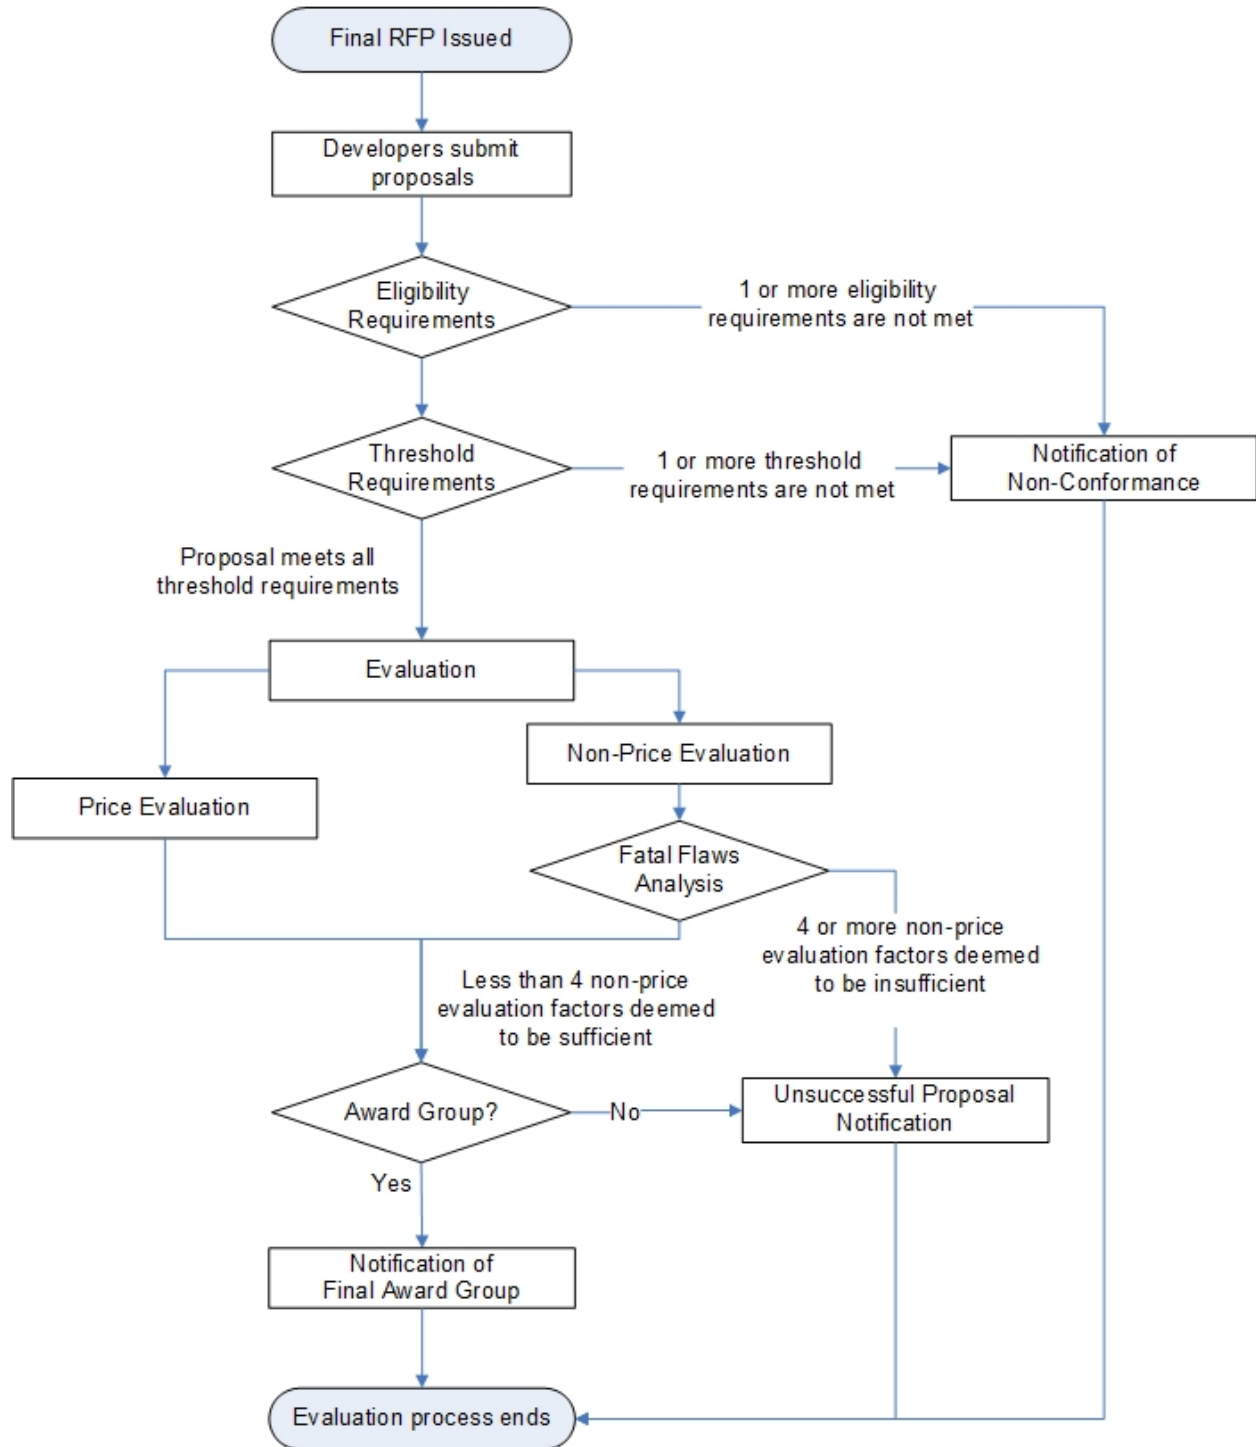 Final RFP Issued
Developers submit
proposals
Eligibility
Requirements
1 or more eligibility
requirements are not met
Threshold
Requirements
1 or more threshold
requirements are not met
Notification of
Non-Conformance
Proposal meets all
threshold requirements
Evaluation
Non-Price Evaluation
Price Evaluation
Fatal Flaws
Analysis
4 or more non-price
evaluation factors deemed
to be insufficient
Less than 4 non-price
evaluation factors deemed
to be sufficient
Award Group?
No
Unsuccessful Proposal
Notification
Yes
Notification of
Final Award Group
Evaluation process ends